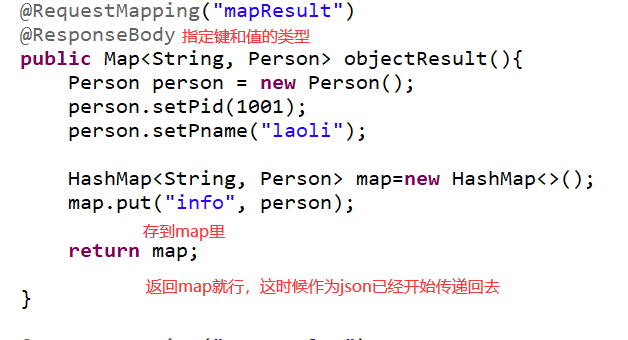 @RequestMapping("mapResult")
@ResponseBody 指定键和值的类型
public Map<String, Person> objectResult(){
Person person = new Person();
person.setPid(1001);
person.setPname("laoli");
HashMap<String, Person> map=new HashMap<>();
map.put("info", person);
存到map里
return map;
返回map就行，这时候作为json已经开始传递回去
}